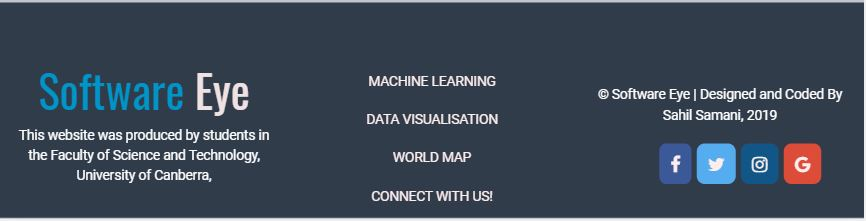 Software Eye
This website was produced by students in
the Faculty of Science and Technology,
University of Canberra,
MACHINE LEARNING
DATA VISUALISATION
WORLD MAP
CONNECT WITH US!
© Software Eye | Designed and Coded By
Sahil Samani, 2019